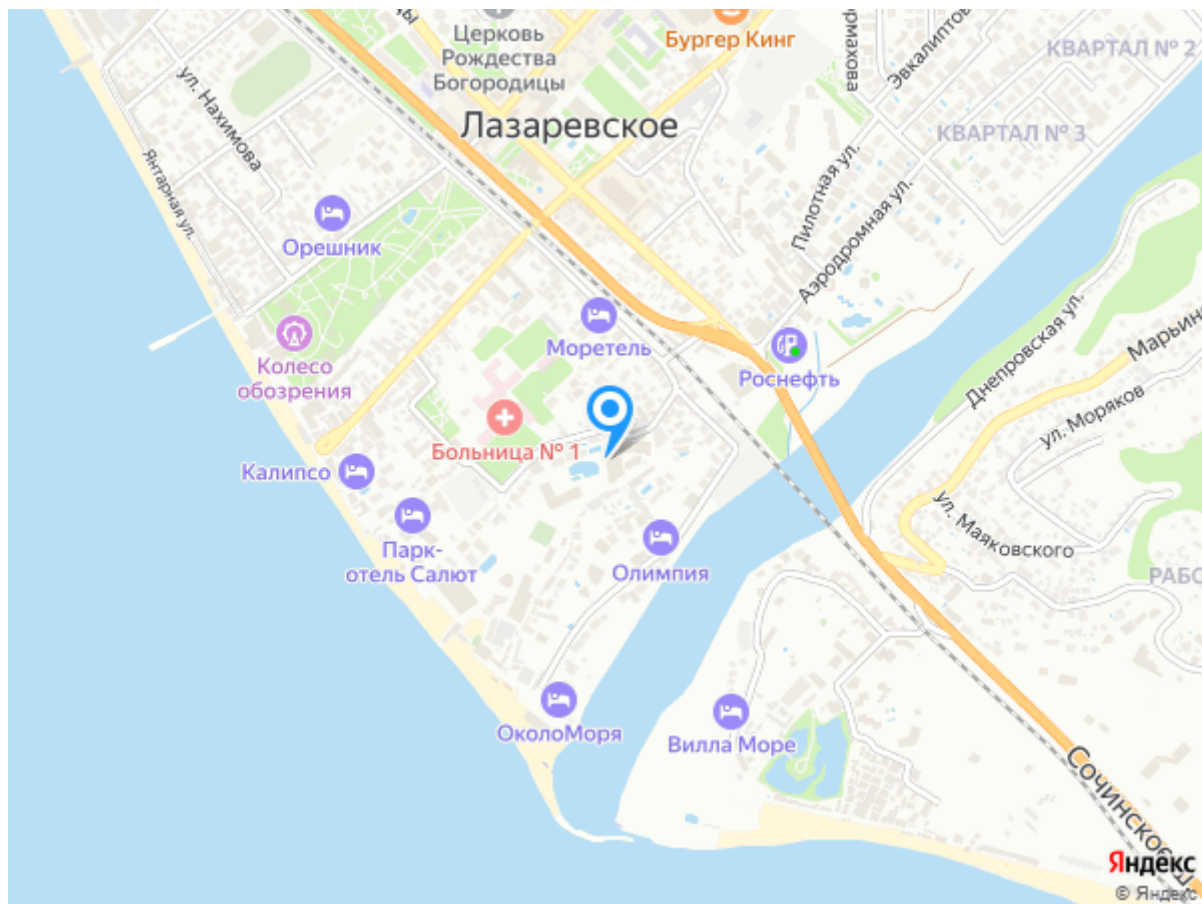 Церковь
Рождества
Богородицы
Бургер Кинг
Эвкалиптов
КВАРТАЛ № 2
ул. Нахимова
Лазаревское
КВАРТАЛ № 3
Янтарная ул.
Пилотная ул.
Аэродромная ул.
Орешник
Моретель
Роснефть
Днепровская ул.
Колесо
обозрения
ул. Моряков
Больница № 1
Калипсо
ул. Маяковского
Парк-
отель Салют
Олимпия
ОколоМоря
Вилла Море
Яндекс
© Яндекс